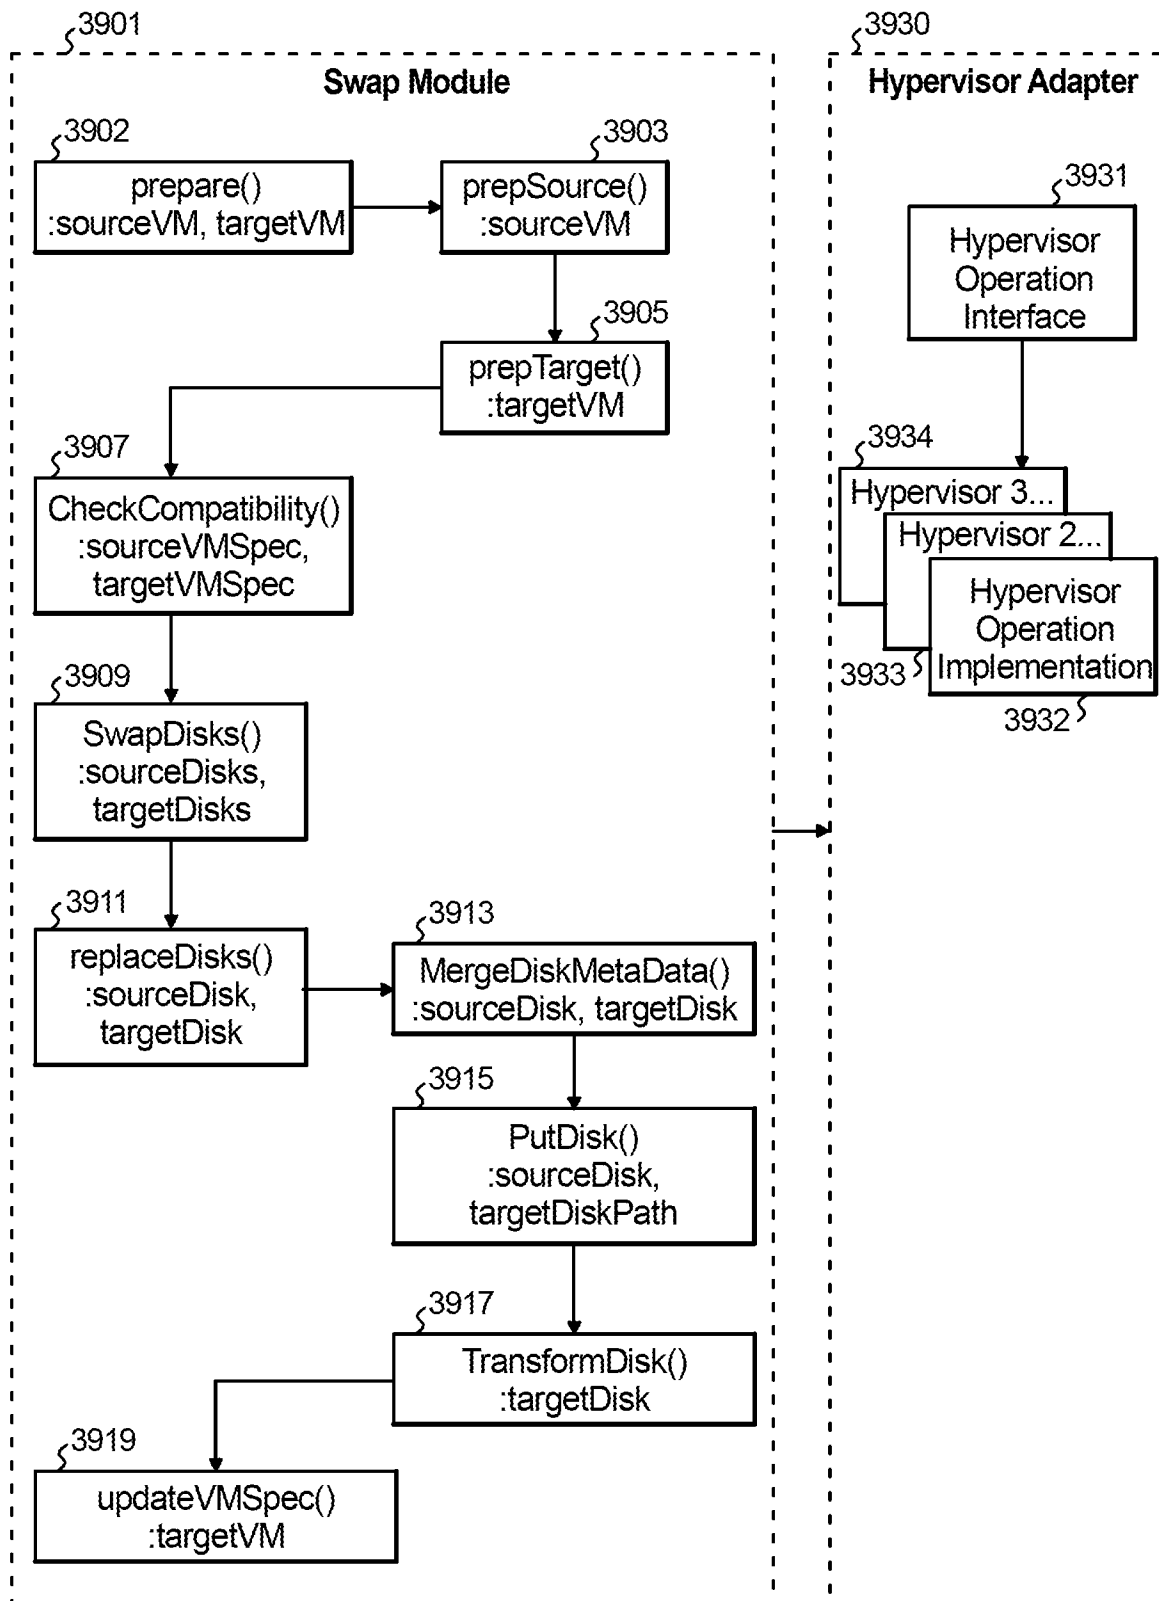 3901
Swap Module
3902
prepare()
:sourceVM, targetVM
3903
prepSource()
:sourceVM
3905
prepTarget()
:targetVM
3907
CheckCompatibility()
:sourceVMSpec,
targetVMSpec
3909
SwapDisks()
:sourceDisks,
targetDisks
3911
replaceDisks()
:sourceDisk,
targetDisk
3913
MergeDiskMetaData()
:sourceDisk, targetDisk
3915
PutDisk()
:sourceDisk,
targetDiskPath
3917
TransformDisk()
:targetDisk
3919
updateVMSpec()
:targetVM
3930
Hypervisor Adapter
3931
Hypervisor
Operation
Interface
3934
Hypervisor 3...
Hypervisor 2...
Hypervisor
Operation
Implementation
3933
3932